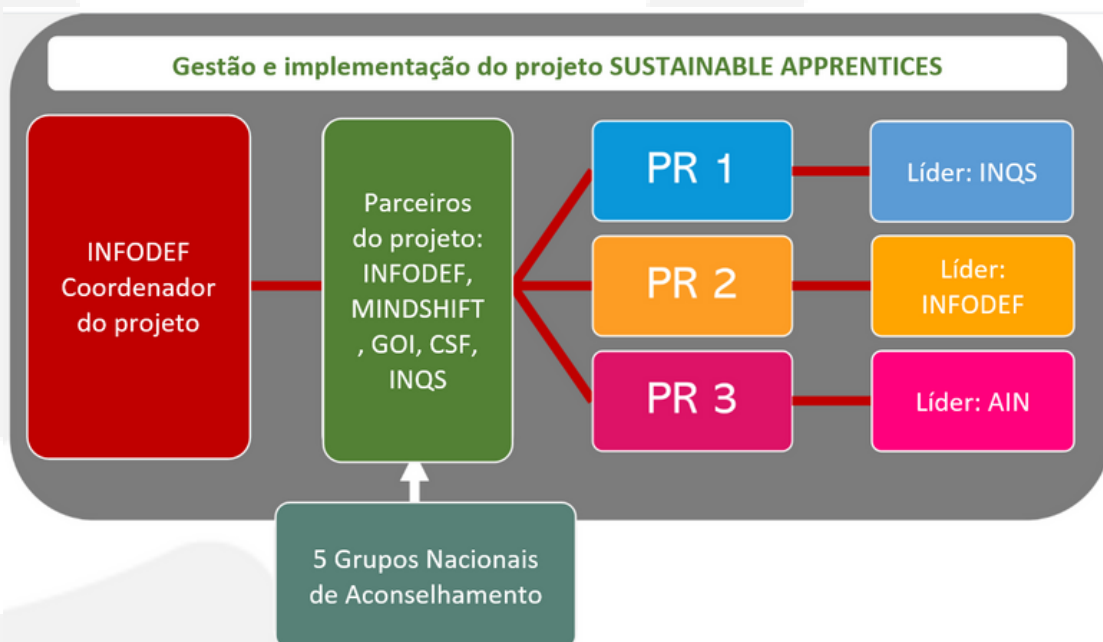 Gestão e implementação do projeto SUSTAINABLE APPRENTICES
INFODEF
Coordenador
do projeto
Parceiros
do projeto:
INFODEF,
MINDSHIFT
, GOI, CSF,
INQS
PR 1
Líder: INQS
PR 2
Líder:
INFODEF
PR 3
Líder: AIN
5 Grupos Nacionais
de Aconselhamento